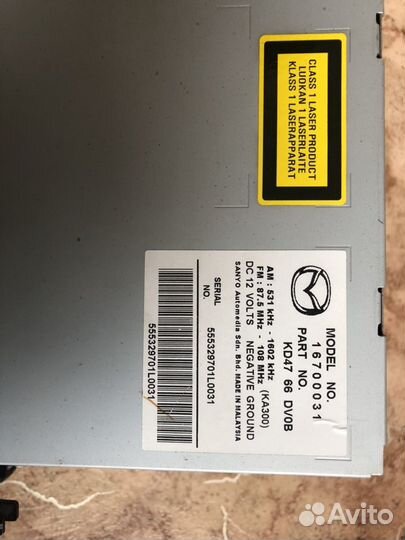 CLASS 1 LASER PRODUCT
LUOKAN 1 LASERLAITE
KLASS 1 LASERAPPARAT
MODEL NO.
16700031
PART NO.
KD47 66 DV0B
AM : 531 kHz - 1602 kHz
FM : 87.5 MHz - 108 MHz (KA300)
DC 12 VOLTS NEGATIVE GROUND
SANYO Automedia Sdn. Bhd. MADE IN MALAYSIA
SERIAL
NO.
555329701L0031
555329701L0031
Avito